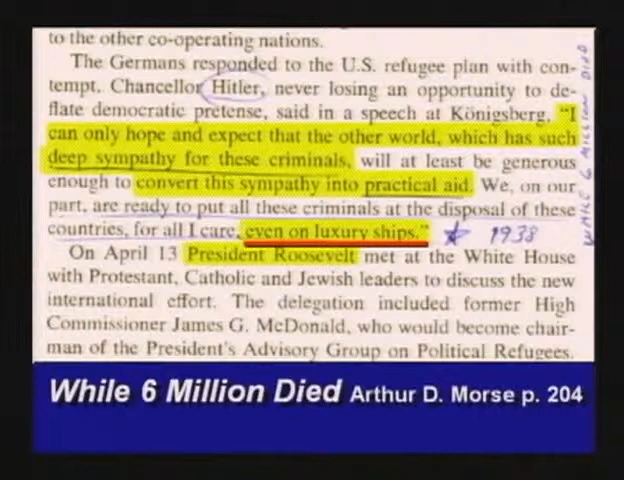 to the other co-operating nations.
The Germans responded to the U.S. refugee plan with con-
tempt. Chancellor Hitler, never losing an opportunity to de-
flate democratic pretense, said in a speech at Königsberg, "I
can only hope and expect that the other world, which has such
deep sympathy for these criminals, will at least be generous
enough to convert this sympathy into practical aid. We, on our
part, are ready to put all these criminals at the disposal of these
countries, for all I care, even on luxury ships." ★ 1938
On April 13 President Roosevelt met at the White House
with Protestant, Catholic and Jewish leaders to discuss the new
international effort. The delegation included former High
Commissioner James G. McDonald, who would become chair-
man of the President's Advisory Group on Political Refugees.
WHILE 6 MILLION DIED
While 6 Million Died Arthur D. Morse p. 204